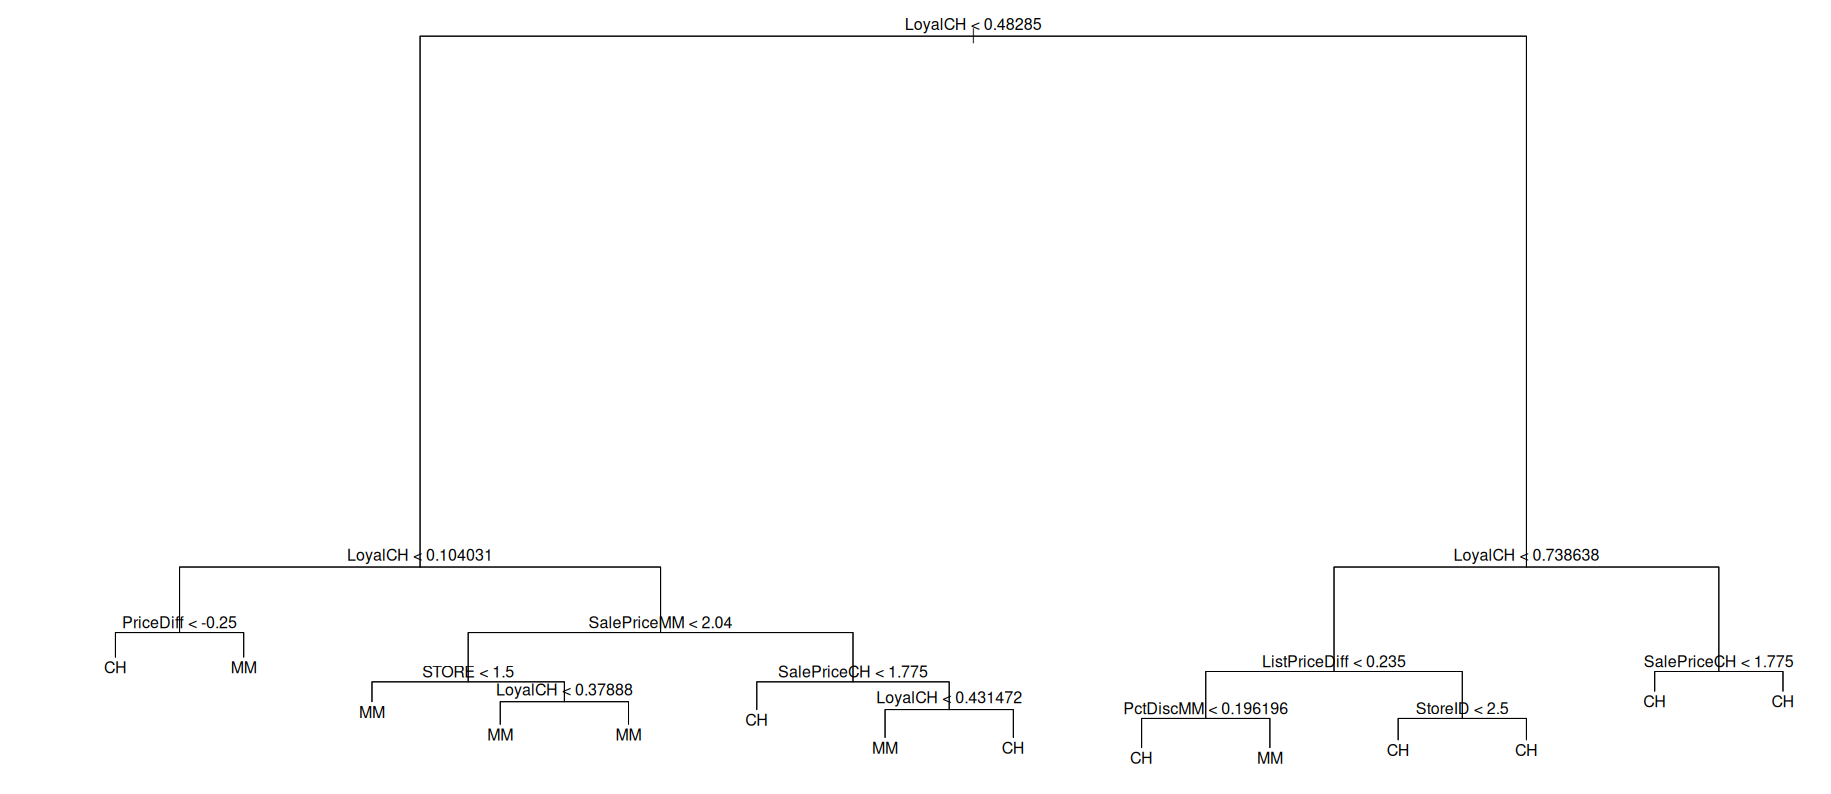 LoyalCH < 0.48285
LoyalCH < 0.104031
LoyalCH < 0.738638
PriceDiff < -0.25
SalePriceMM < 2.04
CH
MM
STORE < 1.5
SalePriceCH < 1.775
ListPriceDiff < 0.235
SalePriceCH < 1.775
LoyalCH < 0.37888
LoyalCH < 0.431472
CH
CH
MM
CH
PctDiscMM < 0.196196
StoreID < 2.5
MM
MM
MM
CH
CH
MM
CH
CH